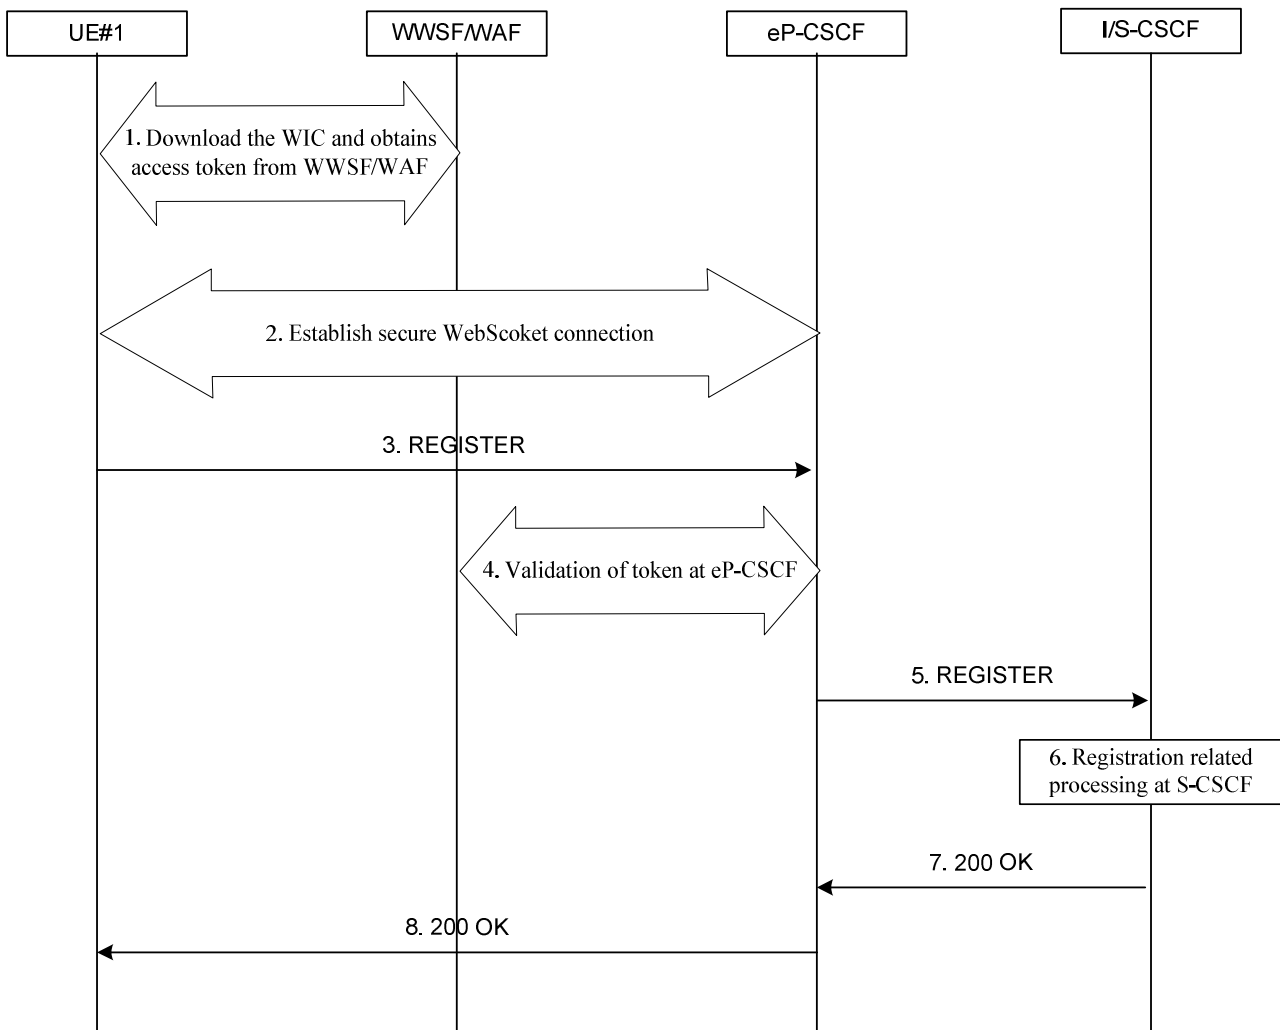 UE#1
WWSF/WAF
eP-CSCF
I/S-CSCF
1. Download the WIC and obtains
access token from WWSF/WAF
2. Establish secure WebScoket connection
3. REGISTER
4. Validation of token at eP-CSCF
5. REGISTER
6. Registration related
processing at S-CSCF
7. 200 OK
8. 200 OK